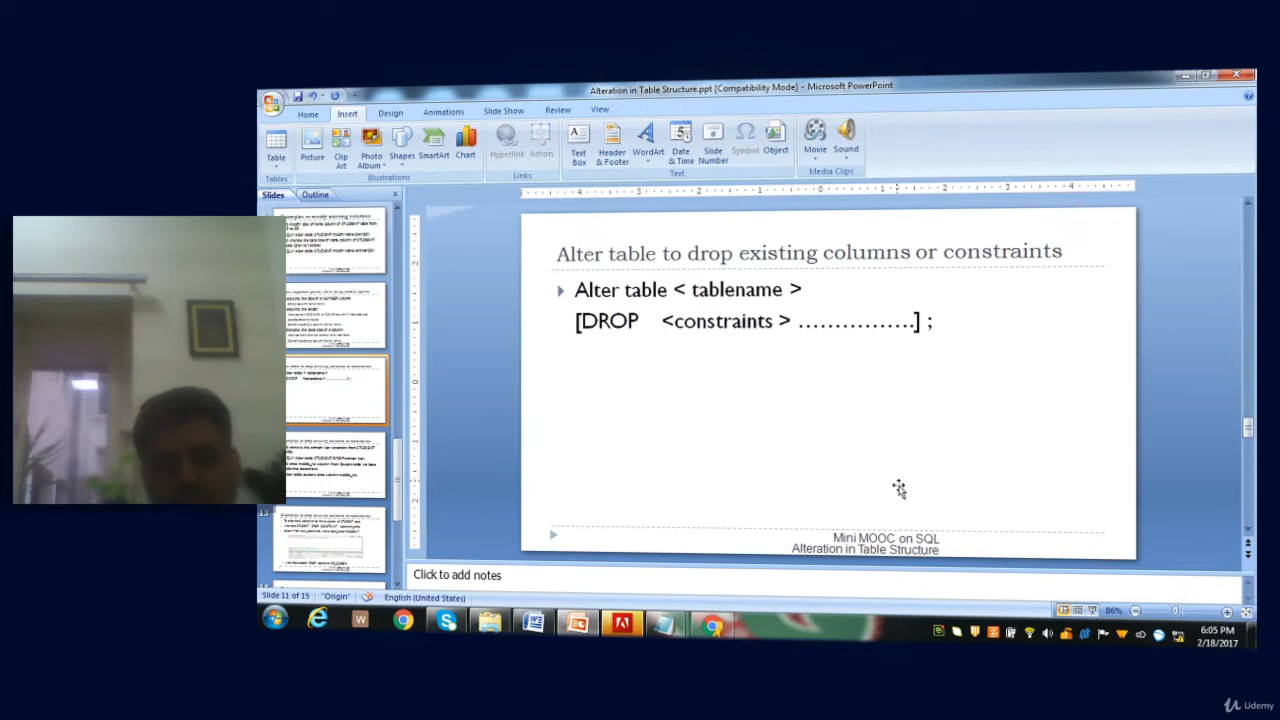 Alteration in Table Structure.ppt [Compatibility Mode] - Microsoft PowerPoint
Home Insert Design Animations Slide Show Review View
Table Picture Clip Art Photo Album Shapes SmartArt Chart Hyperlink Action Text Box Header & Footer WordArt Date & Time Slide Number Symbol Object Movie Sound
Tables Illustrations Links Text Media Clips
Slides Outline
Alter table to drop existing columns or constraints
Alter table < tablename >
[DROP <constrains > ................] ;
Mini MOOC on SQL
Alteration in Table Structure
13
Click to add notes
Slide 11 of 15 "Origin" English (United States) 86%
6:05 PM
2/18/2017
Udemy